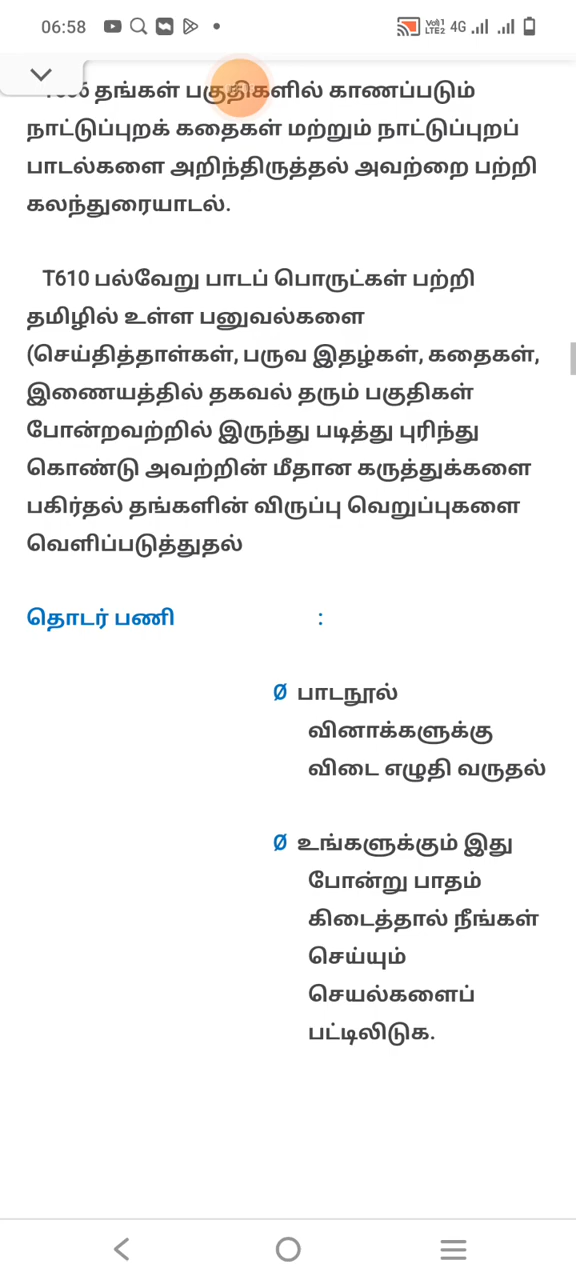 06:58
LTE2 4G
தங்கள் பகுதிகளில் காணப்படும்
நாட்டுப்புறக் கதைகள் மற்றும் நாட்டுப்புறப்
பாடல்களை அறிந்திருத்தல் அவற்றை பற்றி
கலந்துரையாடல்.
T610 பல்வேறு பாடப் பொருட்கள் பற்றி
தமிழில் உள்ள பனுவல்களை
(செய்தித்தாள்கள், பருவ இதழ்கள், கதைகள்,
இணையத்தில் தகவல் தரும் பகுதிகள்
போன்றவற்றில் இருந்து படித்து புரிந்து
கொண்டு அவற்றின் மீதான கருத்துக்களை
பகிர்தல் தங்களின் விருப்பு வெறுப்புகளை
வெளிப்படுத்துதல்
தொடர் பணி :
Ø பாடநூல்
வினாக்களுக்கு
விடை எழுதி வருதல்
Ø உங்களுக்கும் இது
போன்று பாதம்
கிடைத்தால் நீங்கள்
செய்யும்
செயல்களைப்
பட்டிலிடுக.